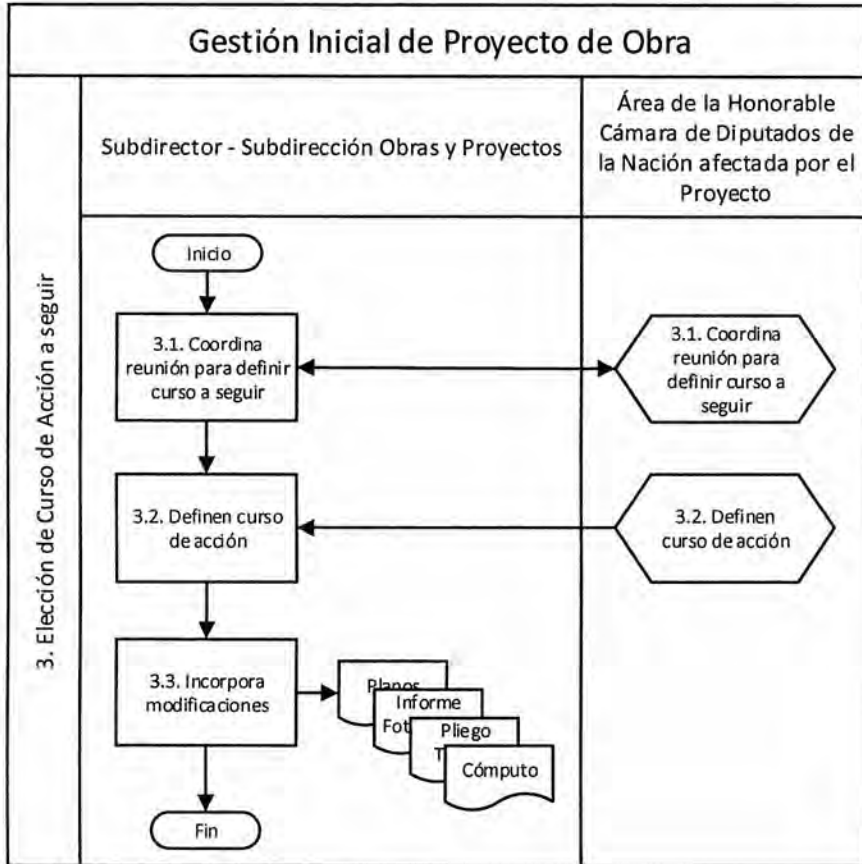 Gestión Inicial de Proyecto de Obra
3. Elección de Curso de Acción a seguir
Subdirector - Subdirección Obras y Proyectos
Área de la Honorable
Cámara de Diputados de
la Nación afectada por el
Proyecto
Inicio
3.1. Coordina
reunión para definir
curso a seguir
3.1. Coordina
reunión para
definir curso a
seguir
3.2. Definen curso
de acción
3.2. Definen
curso de acción
3.3. Incorpora
modificaciones
Planos
Informe
Pliego
Cómputo
Fin